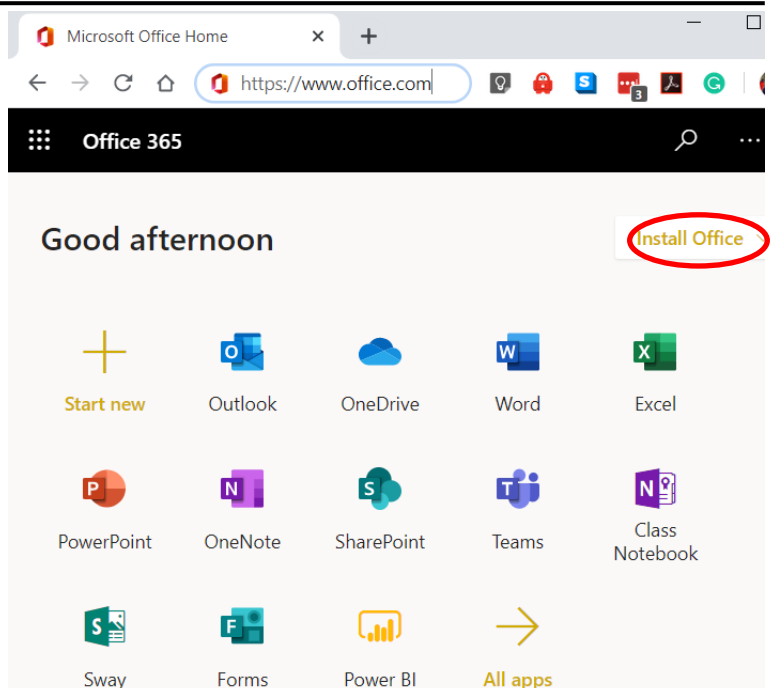 Microsoft Office Home
https://www.office.com
3
Office 365
Good afternoon
Install Office
Start new
Outlook
OneDrive
Word
Excel
PowerPoint
OneNote
SharePoint
Teams
Class
Notebook
Sway
Forms
Power BI
All apps